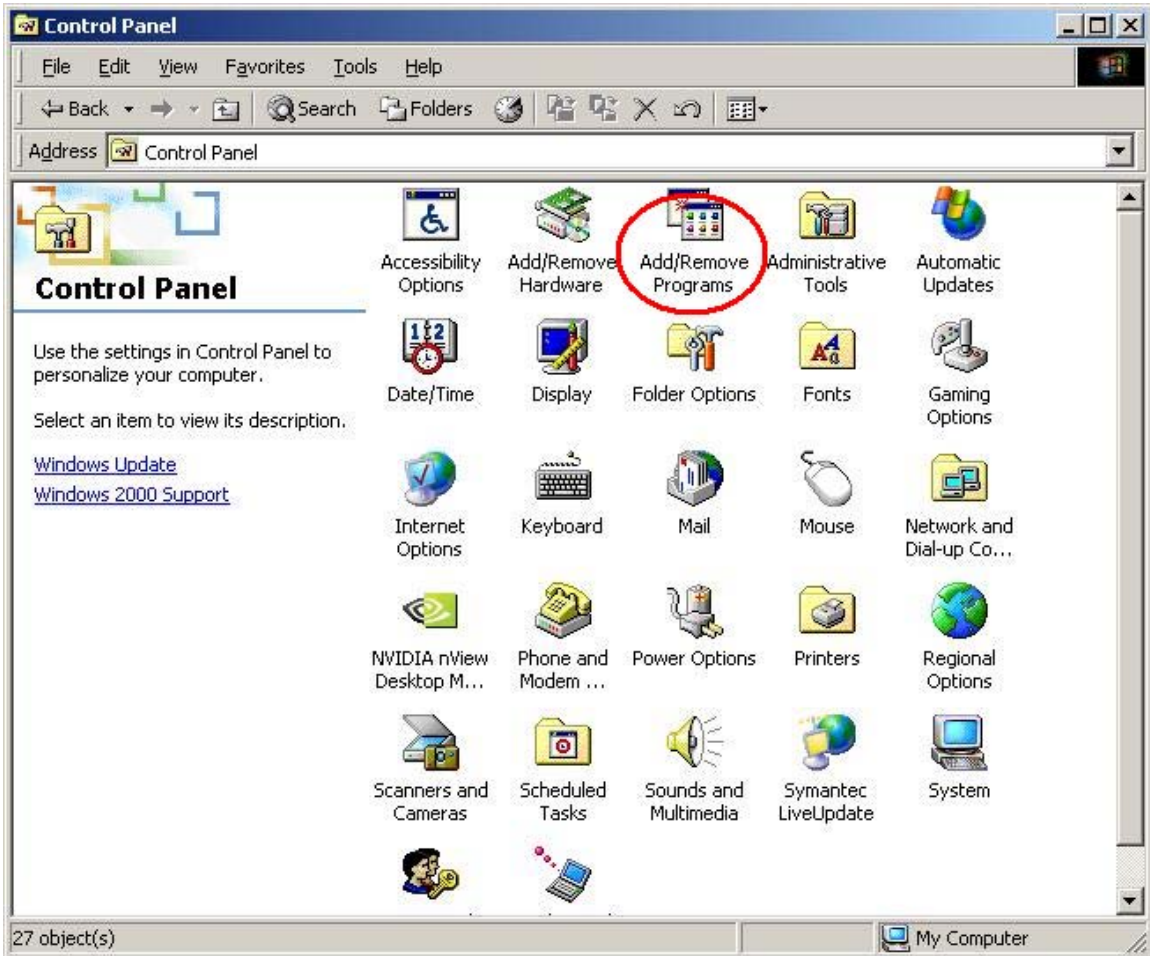 Control Panel
File Edit View Favorites Tools Help
Back Search Folders
Address Control Panel
Control Panel
Use the settings in Control Panel to
personalize your computer.
Select an item to view its description.
Windows Update
Windows 2000 Support
Accessibility
Options
Add/Remove
Hardware
Add/Remove
Programs
Administrative
Tools
Automatic
Updates
Date/Time
Display
Folder Options
Fonts
Gaming
Options
Internet
Options
Keyboard
Mail
Mouse
Network and
Dial-up Co...
NVIDIA nView
Desktop M...
Phone and
Modem ...
Power Options
Printers
Regional
Options
Scanners and
Cameras
Scheduled
Tasks
Sounds and
Multimedia
Symantec
LiveUpdate
System
27 object(s)
My Computer